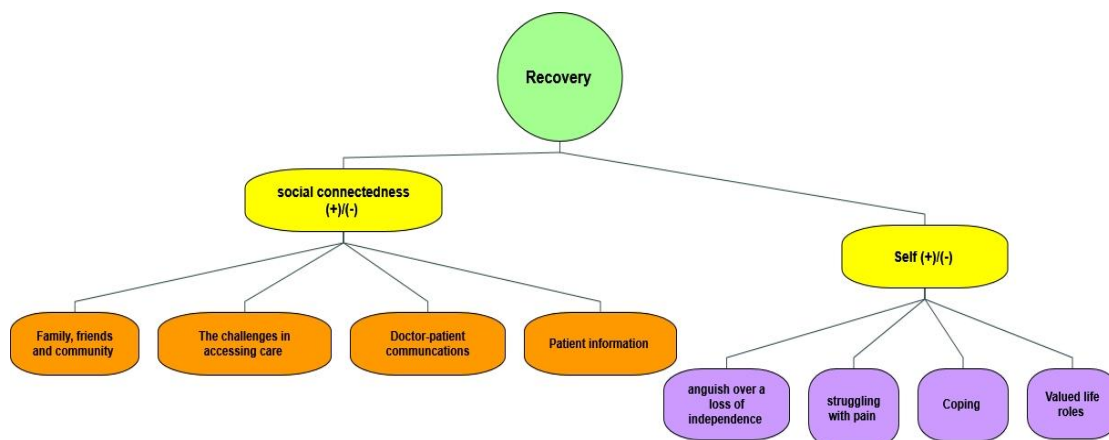 Recovery
social connectedness
(+)/(-)
Self (+)/(-)
Family, friends
and community
The challenges in
accessing care
Doctor-patient
communcations
Patient information
anguish over a
loss of
independence
struggling
with pain
Coping
Valued life
roles